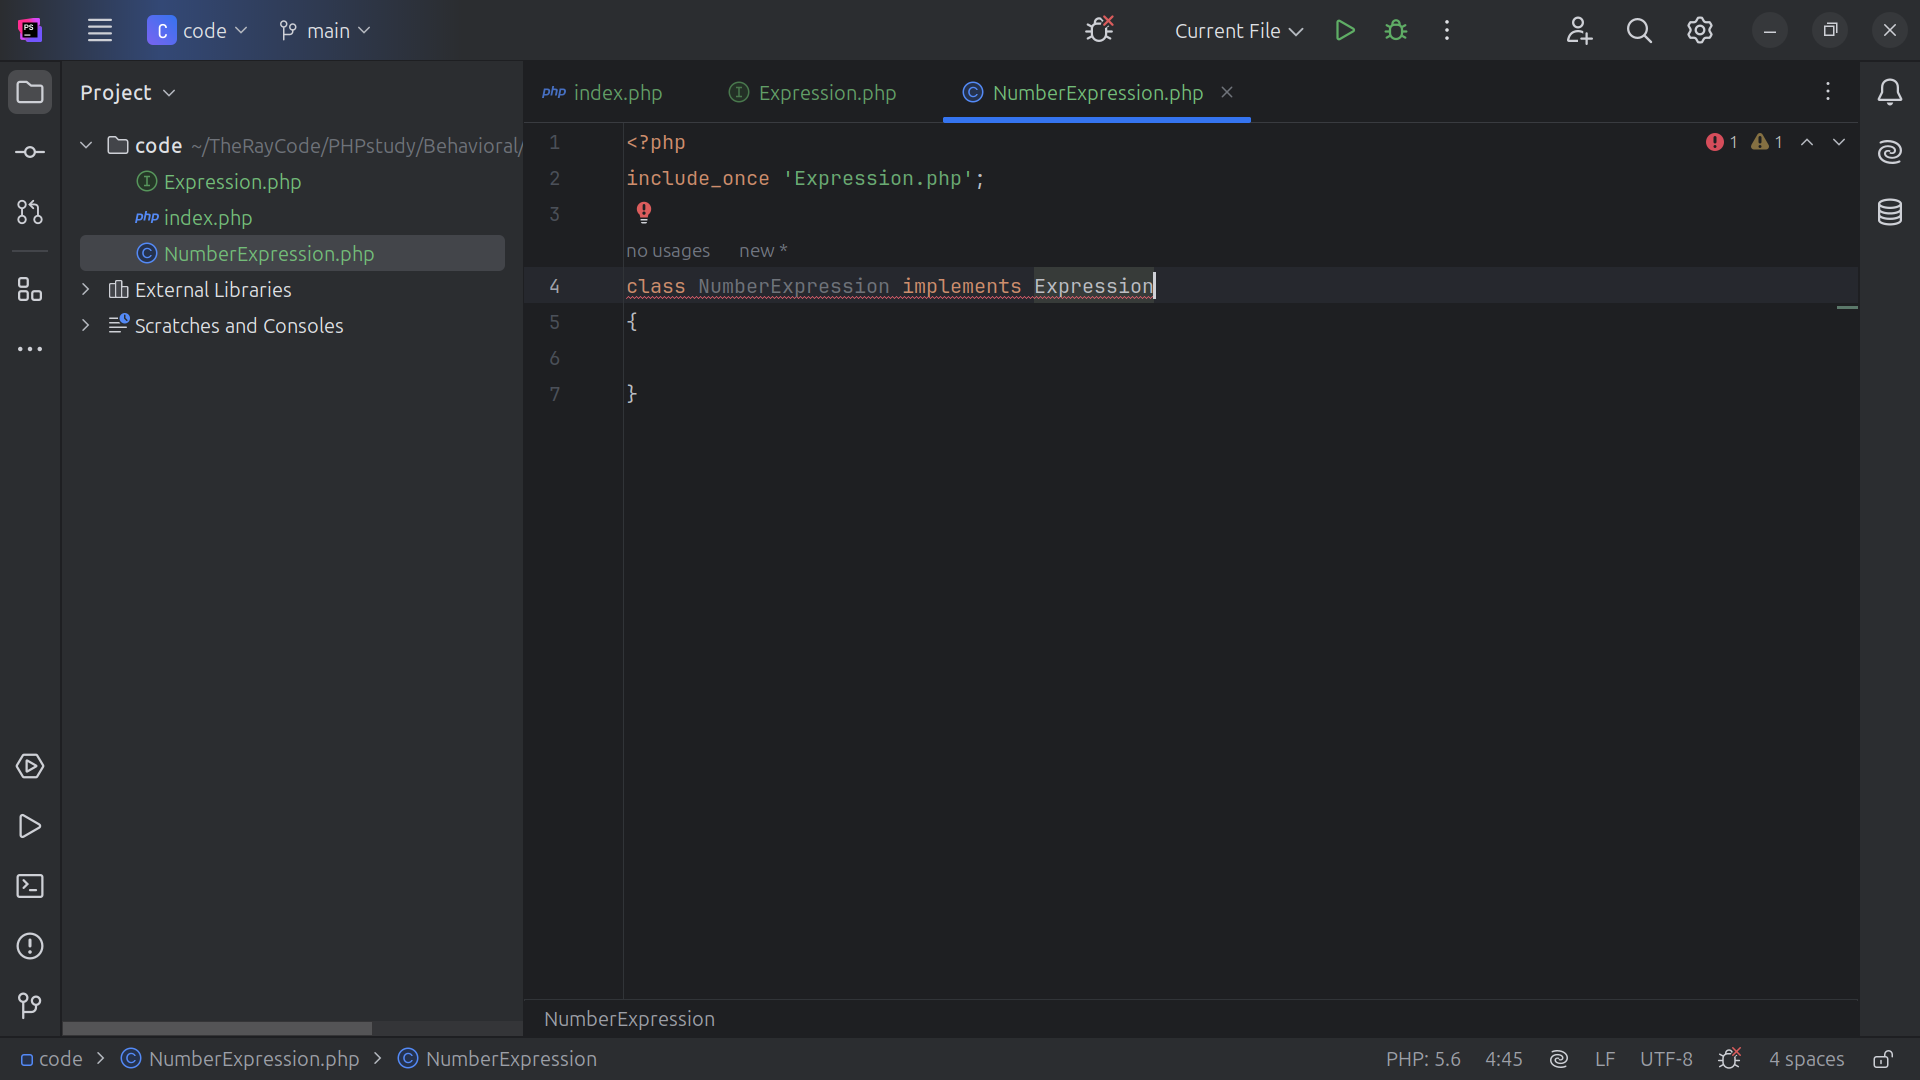 PS
C code main
Current File
Project
php index.php
Expression.php
NumberExpression.php
code ~/TheRayCode/PHPstudy/Behavioral/
Expression.php
php index.php
NumberExpression.php
External Libraries
Scratches and Consoles
1 <?php
1 1
2 include_once 'Expression.php';
3
no usages new *
4 class NumberExpression implements Expression
5 {
6
7 }
NumberExpression
code > NumberExpression.php > NumberExpression
PHP: 5.6 4:45 LF UTF-8 4 spaces